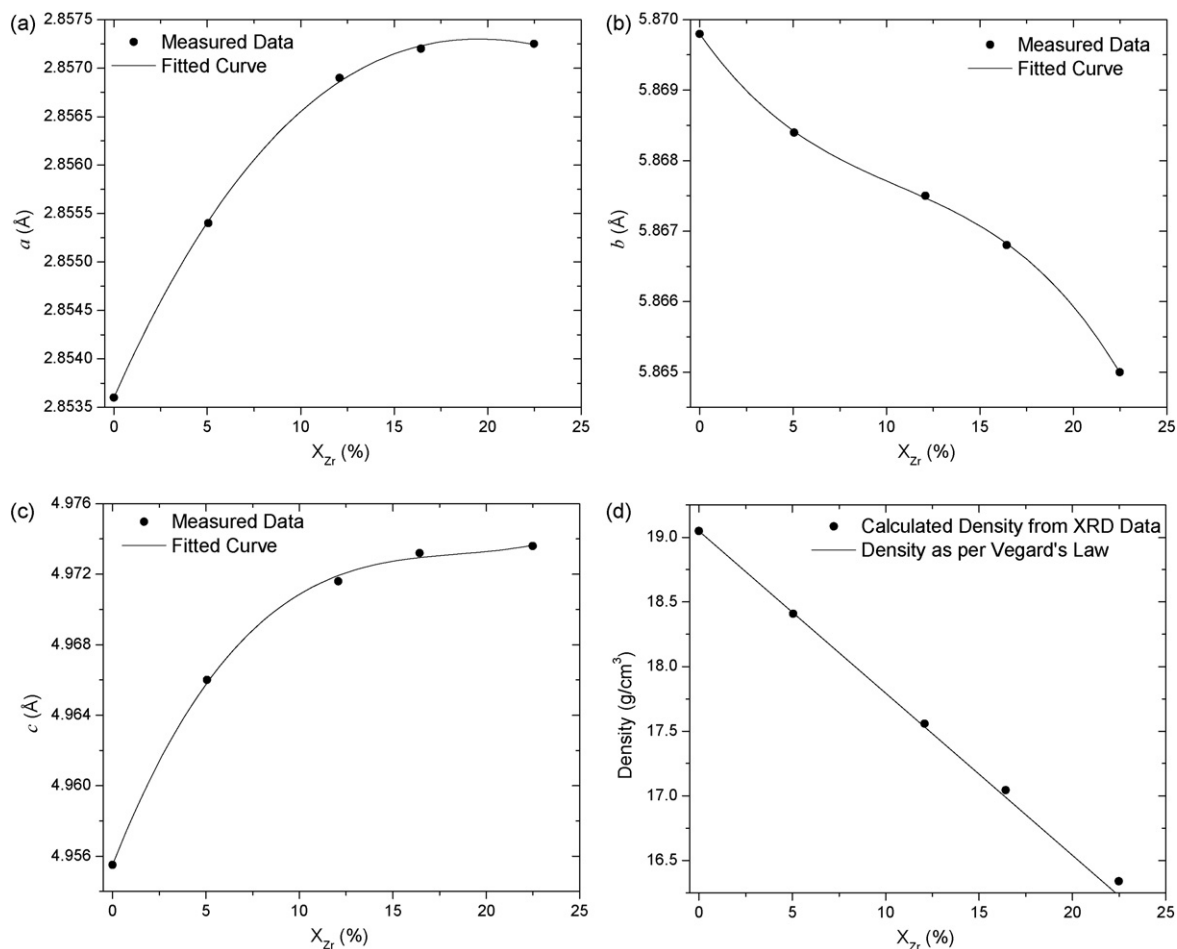 (a)
2.8575
2.8570
2.8565
2.8560
2.8555
2.8550
2.8545
2.8540
2.8535
a (Å)
Measured Data
Fitted Curve
0 5 10 15 20 25
X_Zr (%)
(b)
5.870
5.869
5.868
5.867
5.866
5.865
b (Å)
Measured Data
Fitted Curve
0 5 10 15 20 25
X_Zr (%)
(c)
4.976
4.972
4.968
4.964
4.960
4.956
c (Å)
Measured Data
Fitted Curve
0 5 10 15 20 25
X_Zr (%)
(d)
19.0
18.5
18.0
17.5
17.0
16.5
Density (g/cm³)
Calculated Density from XRD Data
Density as per Vegard's Law
0 5 10 15 20 25
X_Zr (%)